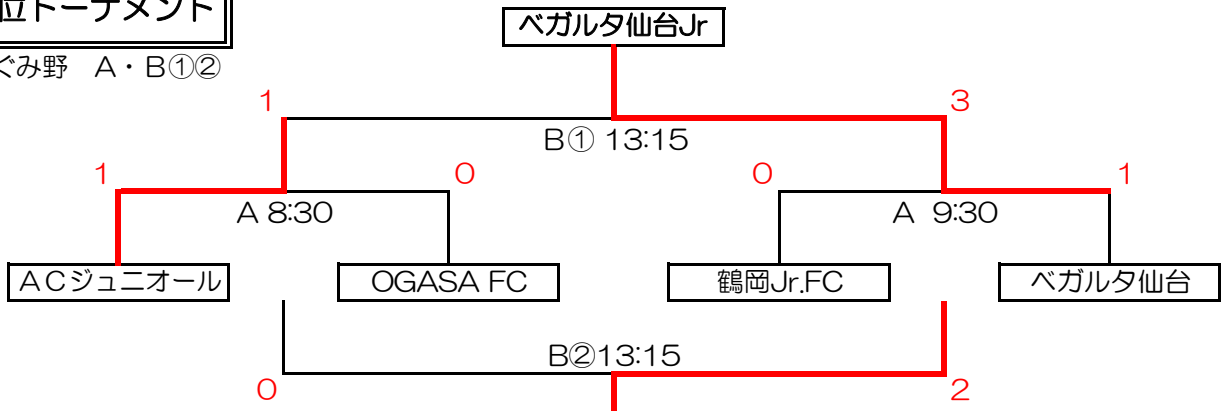 位トーナメント
ベガルタ仙台Jr
ぐみ野　A・B①②
1
3
B① 13:15
1
0
0
1
A 8:30
A 9:30
ACジュニオール
OGASA FC
鶴岡Jr.FC
ベガルタ仙台
B②13:15
0
2